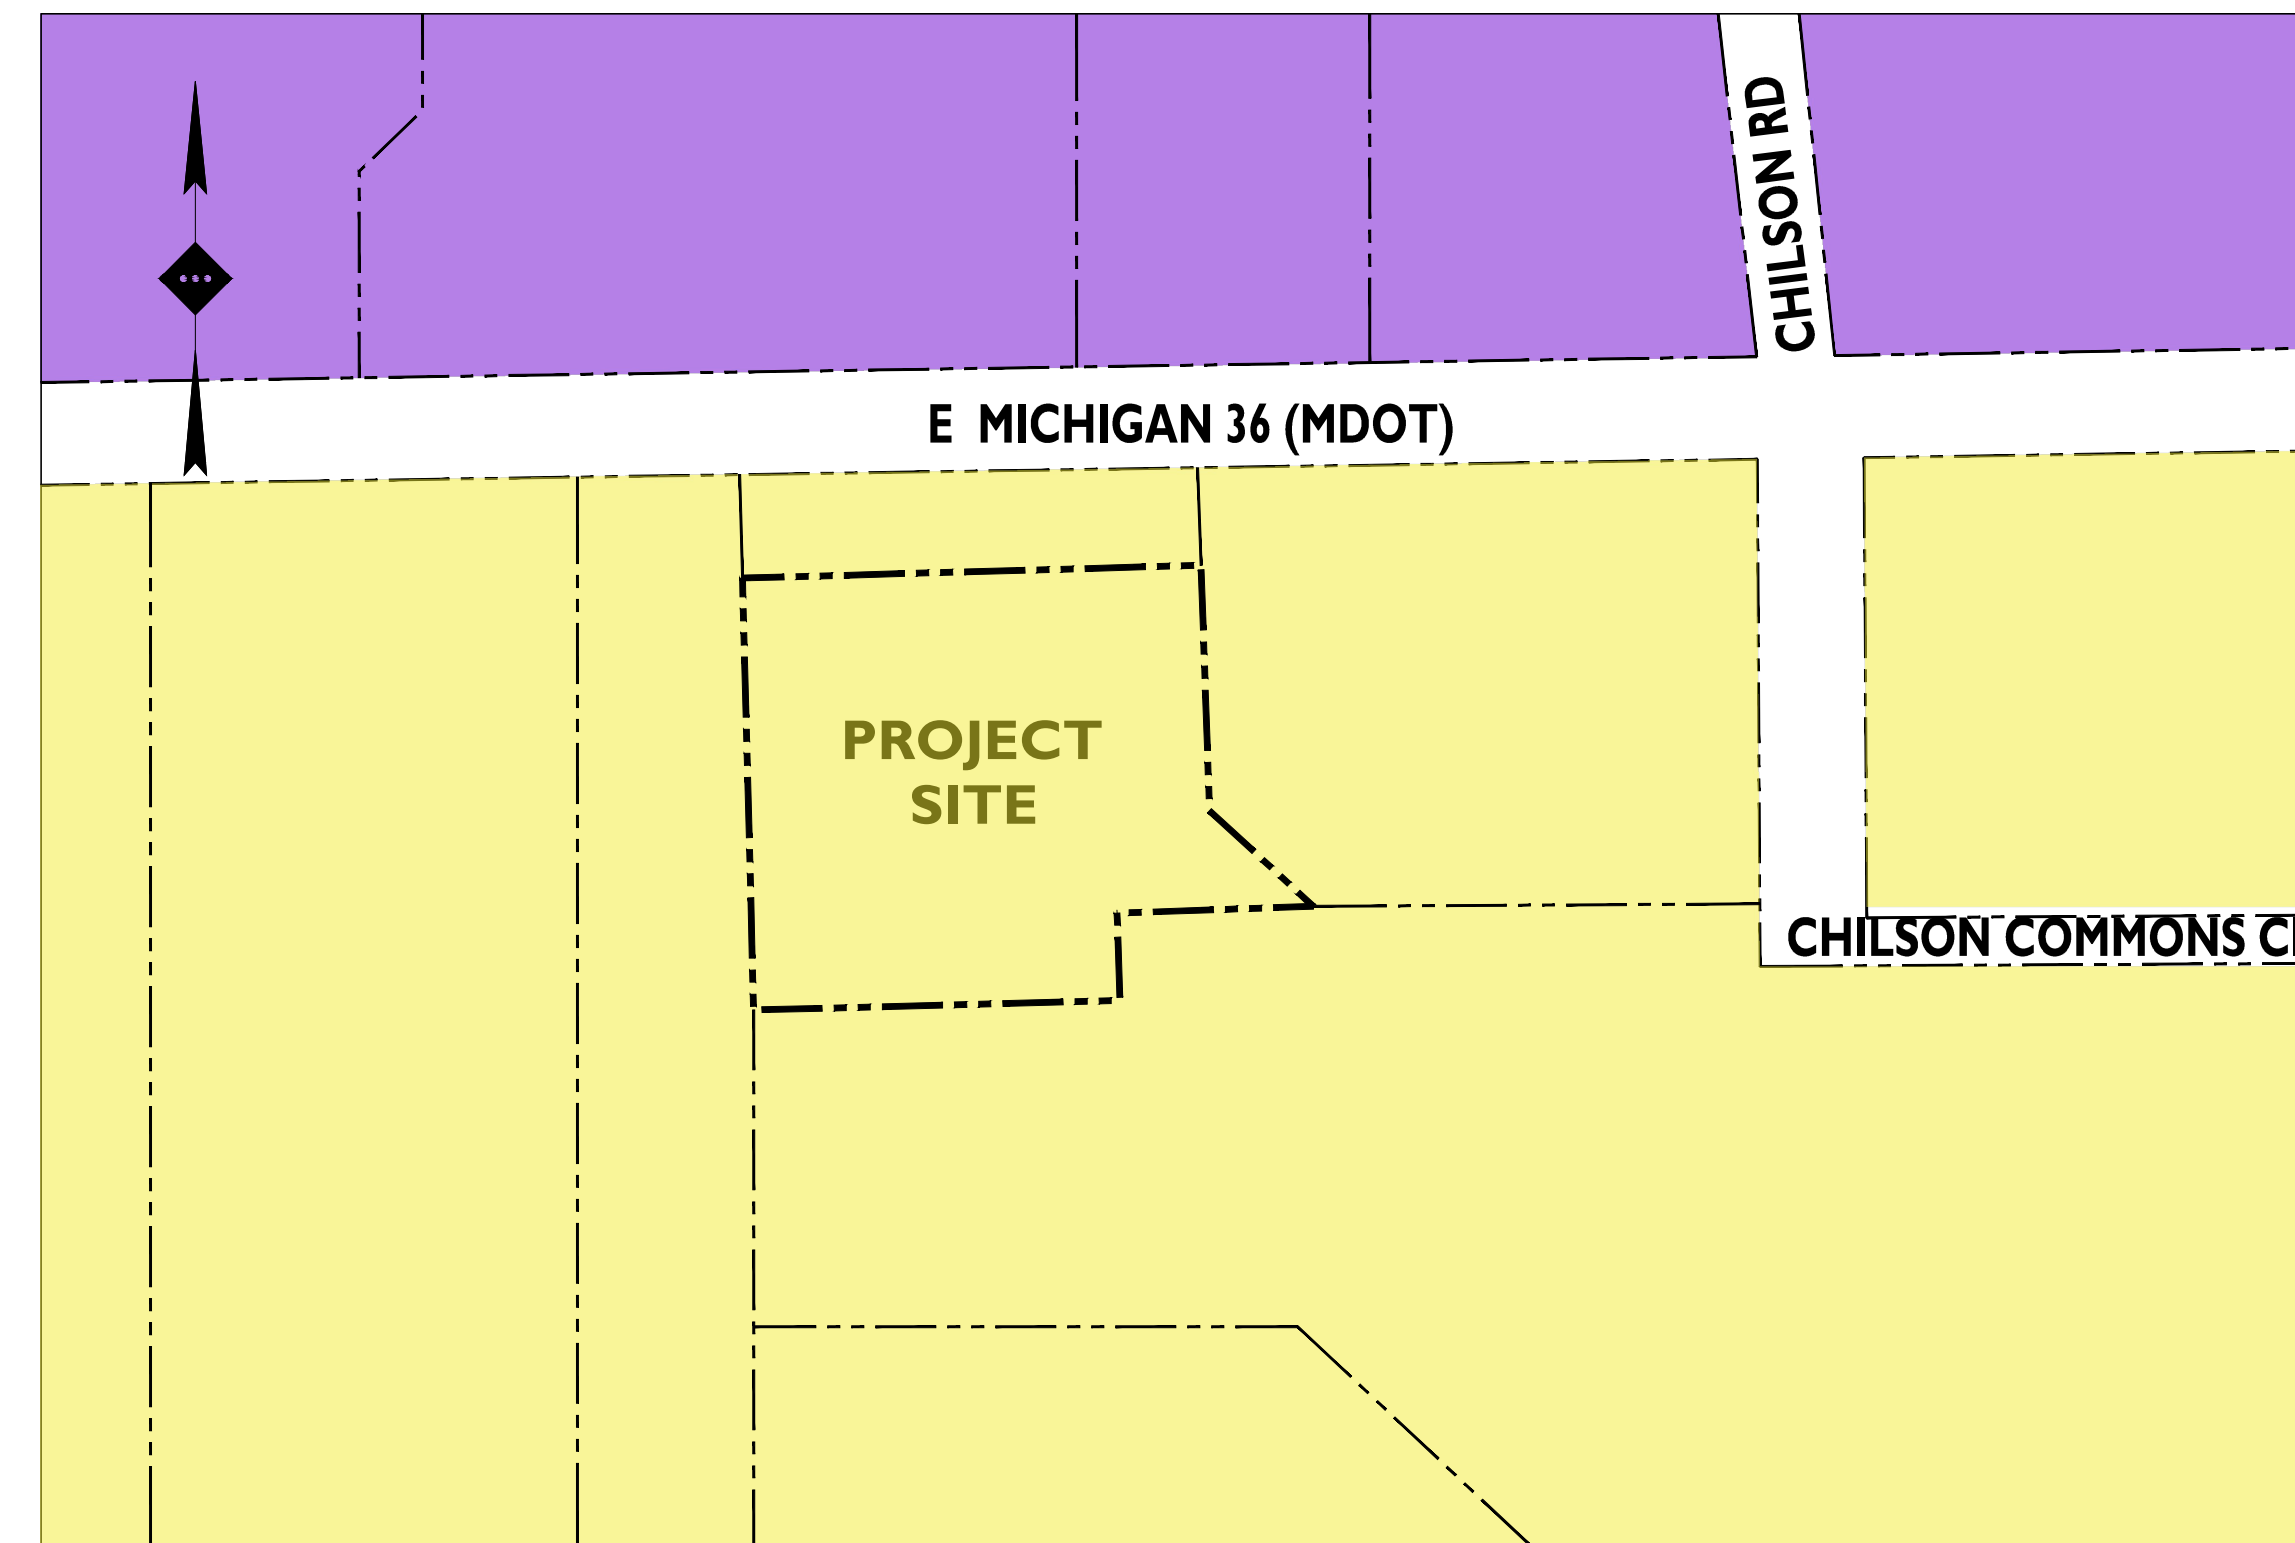 CHILSON RD
E MICHIGAN 36 (MDOT)
PROJECT
SITE
CHILSON COMMONS